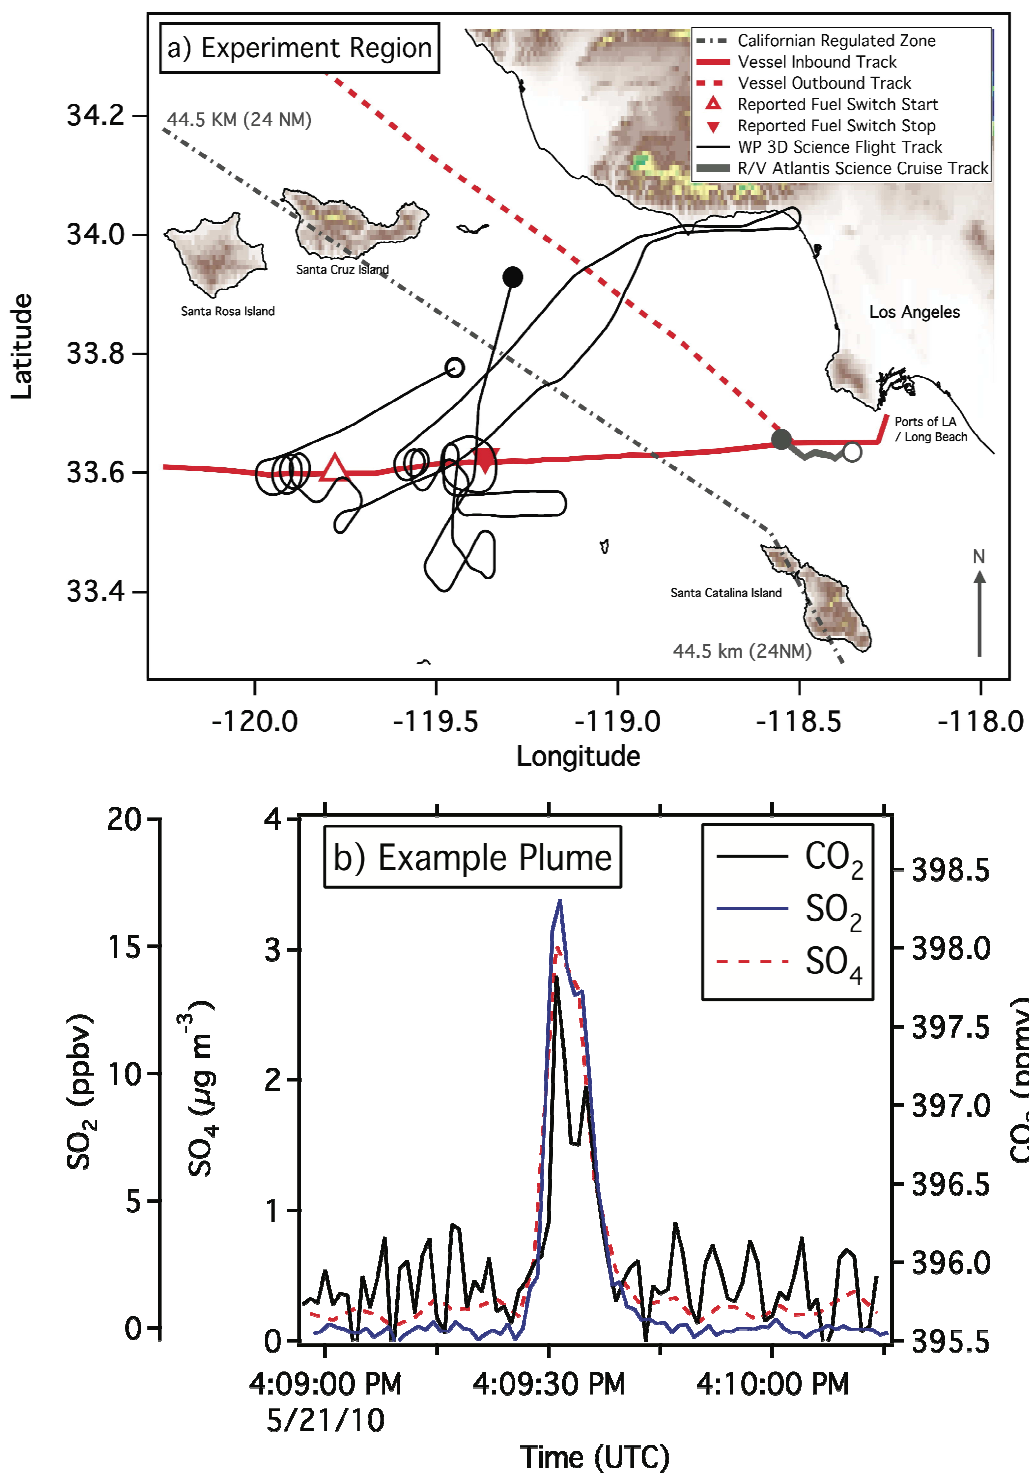 a) Experiment Region
Californian Regulated Zone
Vessel Inbound Track
Vessel Outbound Track
Reported Fuel Switch Start
Reported Fuel Switch Stop
WP 3D Science Flight Track
R/V Atlantis Science Cruise Track
44.5 KM (24 NM)
Santa Cruz Island
Santa Rosa Island
Los Angeles
Ports of LA
/ Long Beach
Santa Catalina Island
44.5 km (24NM)
N
Latitude
34.2
34.0
33.8
33.6
33.4
-120.0
-119.5
-119.0
-118.5
-118.0
Longitude
b) Example Plume
CO2
SO2
SO4
SO2 (ppbv)
20
15
10
5
0
SO4 (µg m−3)
4
3
2
1
0
398.5
398.0
397.5
397.0
396.5
396.0
395.5
CO2 (ppmv)
4:09:00 PM
5/21/10
4:09:30 PM
4:10:00 PM
Time (UTC)